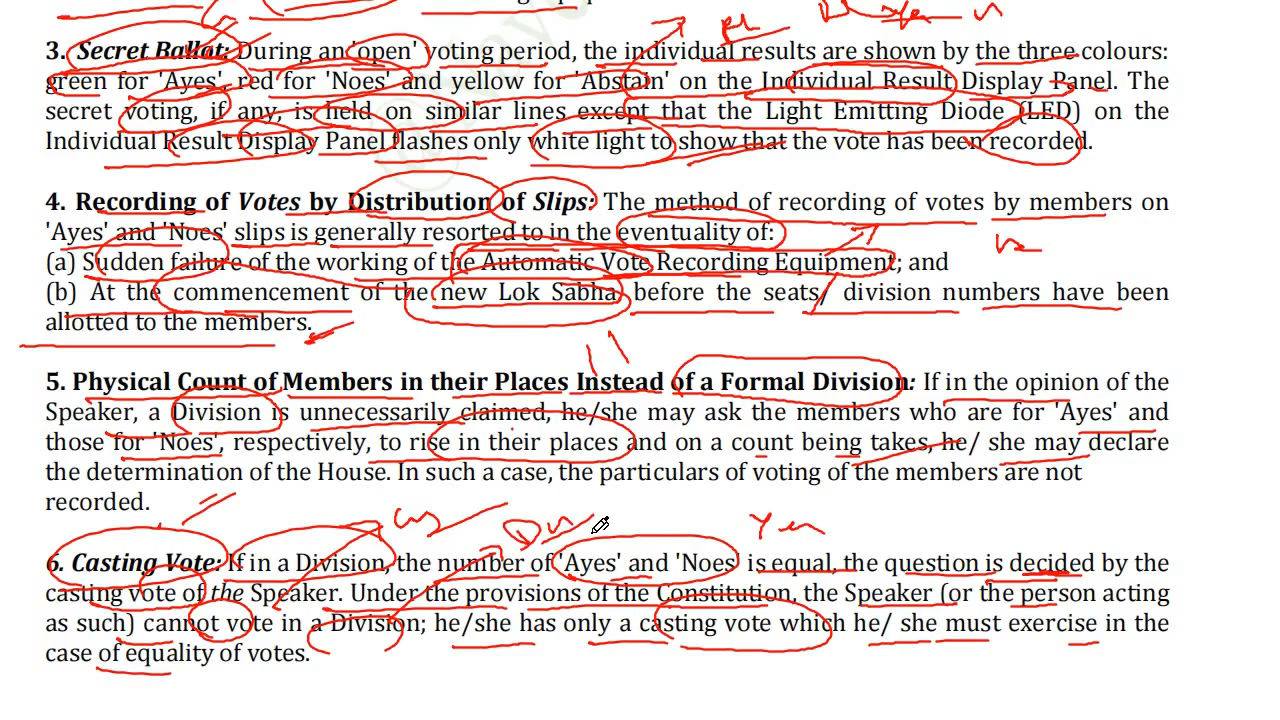 3. Secret Ballot: During an 'open' voting period, the individual results are shown by the three colours:
green for 'Ayes', red for 'Noes' and yellow for 'Abstain' on the Individual Result Display Panel. The
secret voting, if any, is held on similar lines except that the Light Emitting Diode (LED) on the
Individual Result Display Panel flashes only white light to show that the vote has been recorded.
4. Recording of Votes by Distribution of Slips: The method of recording of votes by members on
'Ayes' and 'Noes' slips is generally resorted to in the eventuality of:
(a) Sudden failure of the working of the Automatic Vote Recording Equipment; and
(b) At the commencement of the new Lok Sabha, before the seats/ division numbers have been
allotted to the members.
5. Physical Count of Members in their Places Instead of a Formal Division: If in the opinion of the
Speaker, a Division is unnecessarily claimed, he/she may ask the members who are for 'Ayes' and
those for 'Noes', respectively, to rise in their places and on a count being takes, he/ she may declare
the determination of the House. In such a case, the particulars of voting of the members are not
recorded.
6. Casting Vote: If in a Division, the number of 'Ayes' and 'Noes' is equal, the question is decided by the
casting vote of the Speaker. Under the provisions of the Constitution, the Speaker (or the person acting
as such) cannot vote in a Division; he/she has only a casting vote which he/ she must exercise in the
case of equality of votes.